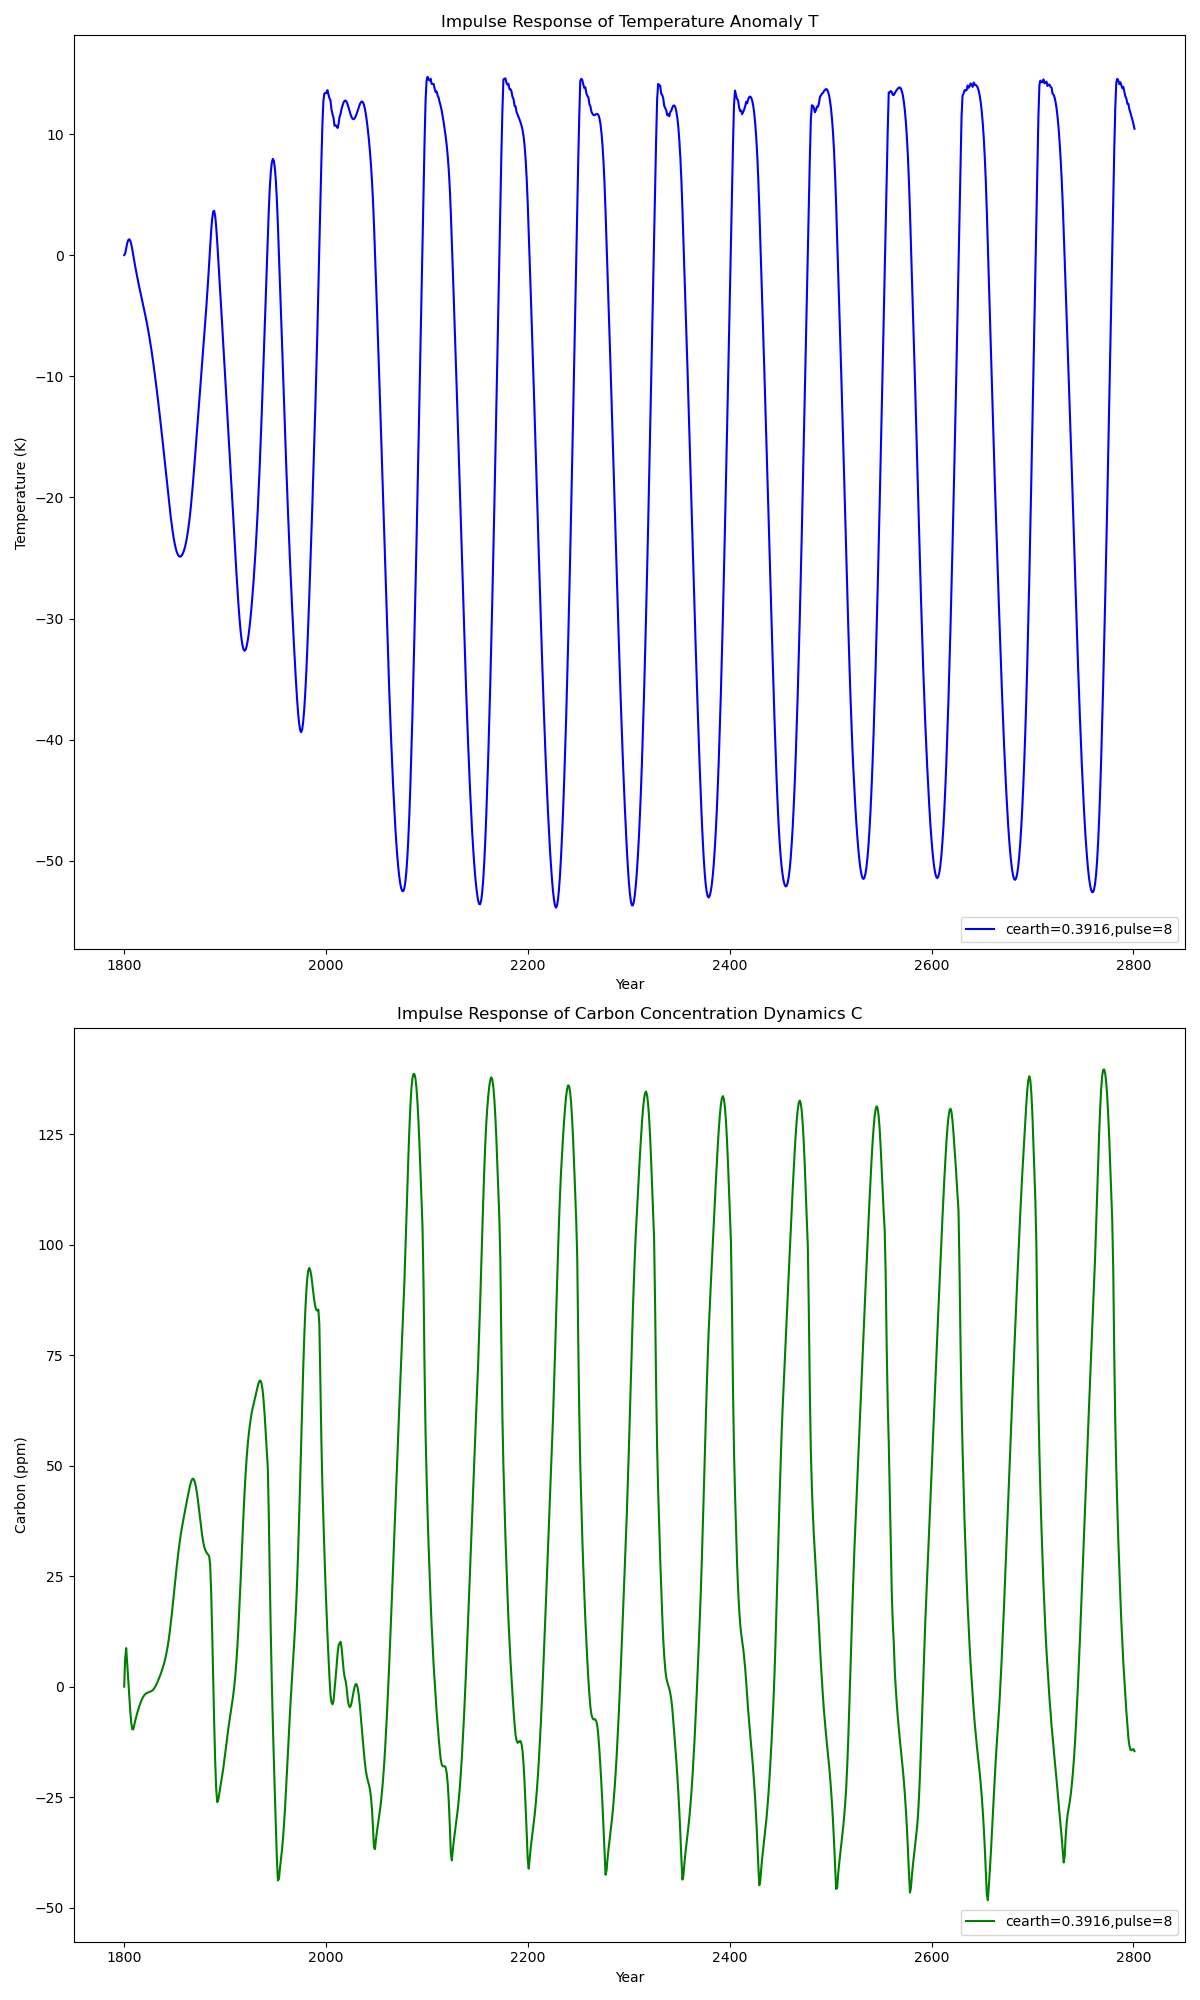 Impulse Response of Temperature Anomaly T
Temperature (K)
10
0
−10
−20
−30
−40
−50
cearth=0.3916,pulse=8
1800 2000 2200 2400 2600 2800
Year
Impulse Response of Carbon Concentration Dynamics C
Carbon (ppm)
125
100
75
50
25
0
−25
−50
cearth=0.3916,pulse=8
1800 2000 2200 2400 2600 2800
Year